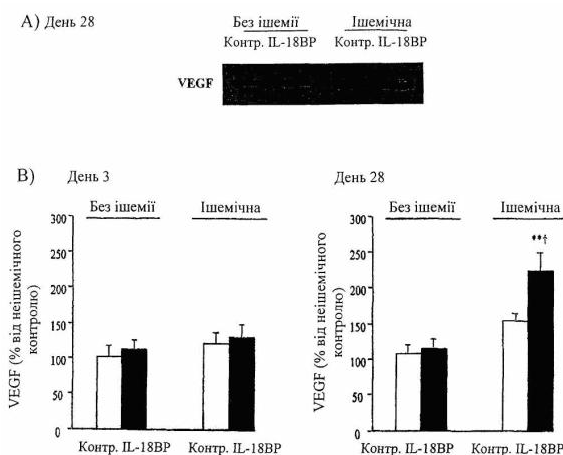 A) День 28
Без ішемії Ішемічна
Контр. IL-18BP Контр. IL-18BP
VEGF
B) День 3
Без ішемії Ішемічна
VEGF (% від неішемічного
контролю)
300
250
200
150
100
50
0
Контр. IL-18BP Контр. IL-18BP
День 28
Без ішемії Ішемічна
**†
VEGF (% від неішемічного
контролю)
300
250
200
150
100
50
0
Контр. IL-18BP Контр. IL-18BP